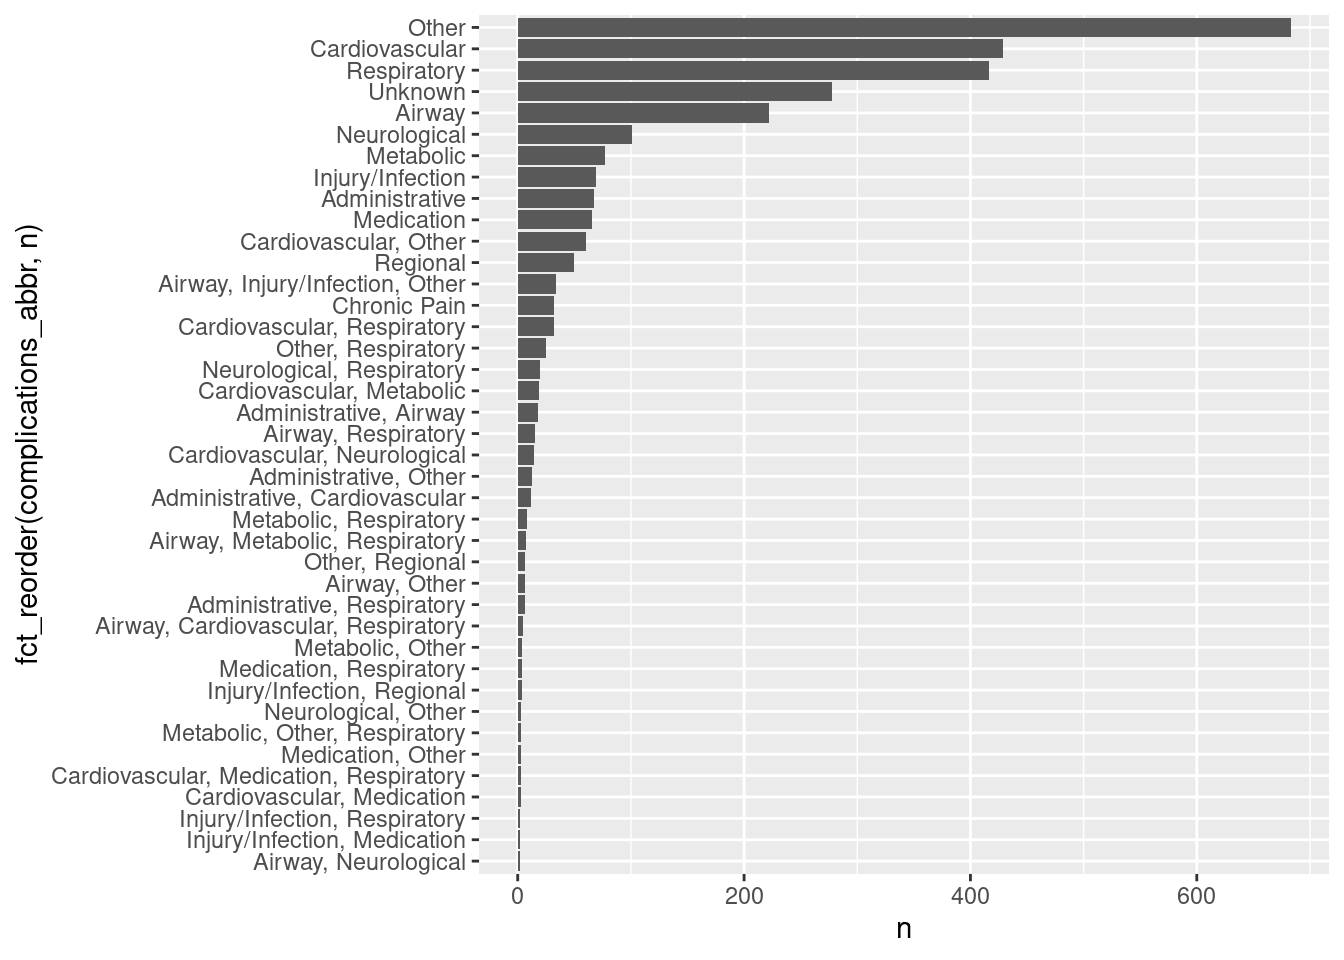 Other
Cardiovascular
Respiratory
Unknown
Airway
Neurological
Metabolic
Injury/Infection
Administrative
Medication
Cardiovascular, Other
Regional
Airway, Injury/Infection, Other
Chronic Pain
Cardiovascular, Respiratory
Other, Respiratory
Neurological, Respiratory
Cardiovascular, Metabolic
Administrative, Airway
Airway, Respiratory
Cardiovascular, Neurological
Administrative, Other
Administrative, Cardiovascular
Metabolic, Respiratory
Airway, Metabolic, Respiratory
Other, Regional
Airway, Other
Administrative, Respiratory
Airway, Cardiovascular, Respiratory
Metabolic, Other
Medication, Respiratory
Injury/Infection, Regional
Neurological, Other
Metabolic, Other, Respiratory
Medication, Other
Cardiovascular, Medication, Respiratory
Cardiovascular, Medication
Injury/Infection, Respiratory
Injury/Infection, Medication
Airway, Neurological
fct_reorder(complications_abbr, n)
0 200 400 600
n